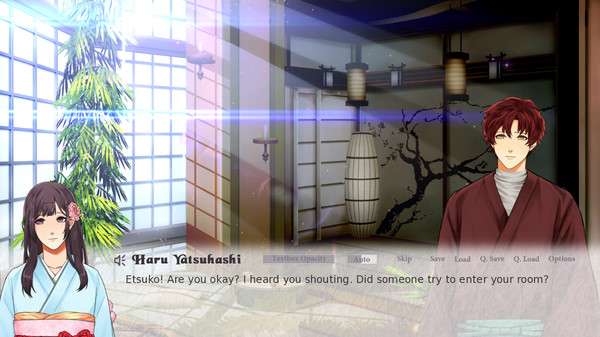 Haru Yatsuhashi
Textbox Opacity Auto Skip Save Load Q. Save Q. Load Options
Etsuko! Are you okay? I heard you shouting. Did someone try to enter your room?